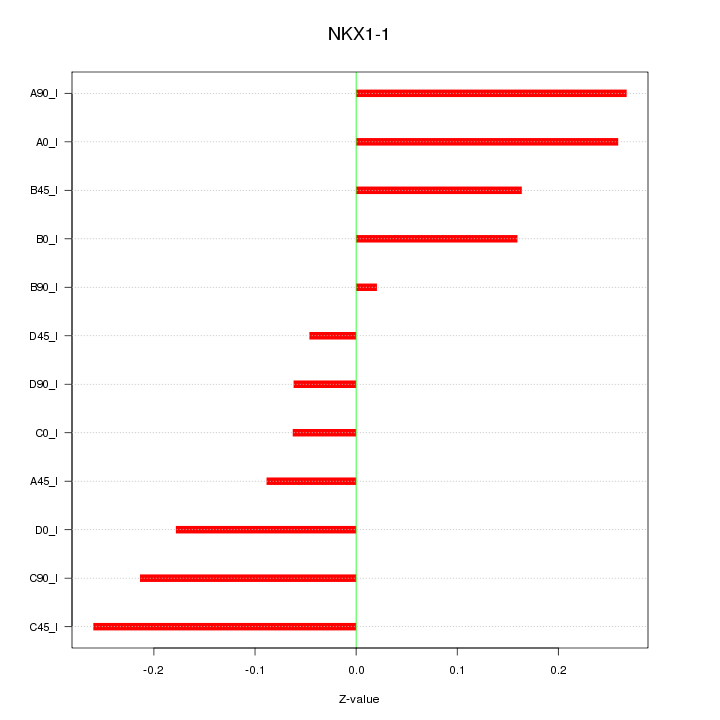 NKX1-1
A90_I
A0_I
B45_I
B0_I
B90_I
D45_I
D90_I
C0_I
A45_I
D0_I
C90_I
C45_I
-0.2 -0.1 0.0 0.1 0.2
Z-value